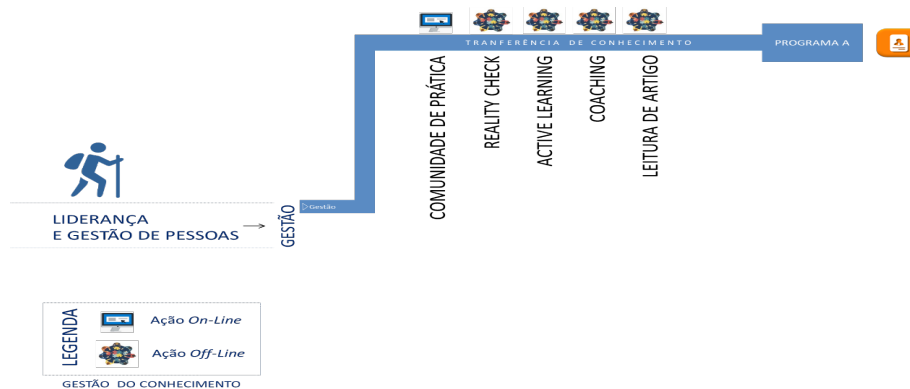 TRANFERÊNCIA DE CONHECIMENTO
PROGRAMA A
COMUNIDADE DE PRÁTICA
REALITY CHECK
ACTIVE LEARNING
COACHING
LEITURA DE ARTIGO
LIDERANÇA
E GESTÃO DE PESSOAS
GESTÃO
Gestão
LEGENDA
Ação On-Line
Ação Off-Line
GESTÃO DO CONHECIMENTO